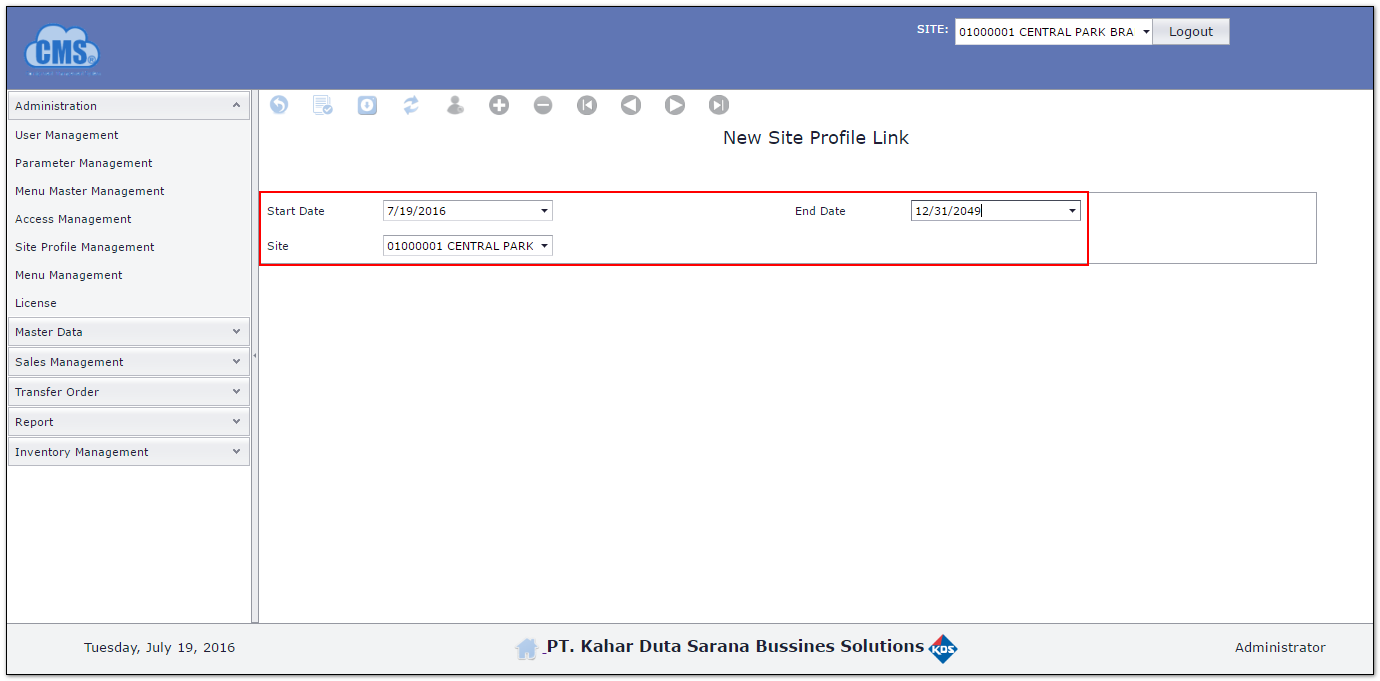 CMS®
SITE: 01000001 CENTRAL PARK BRA Logout
Administration
User Management
Parameter Management
Menu Master Management
Access Management
Site Profile Management
Menu Management
License
Master Data
Sales Management
Transfer Order
Report
Inventory Management
New Site Profile Link
Start Date 7/19/2016 End Date 12/31/2049
Site 01000001 CENTRAL PARK
Tuesday, July 19, 2016 PT. Kahar Duta Sarana Bussines Solutions KDS Administrator